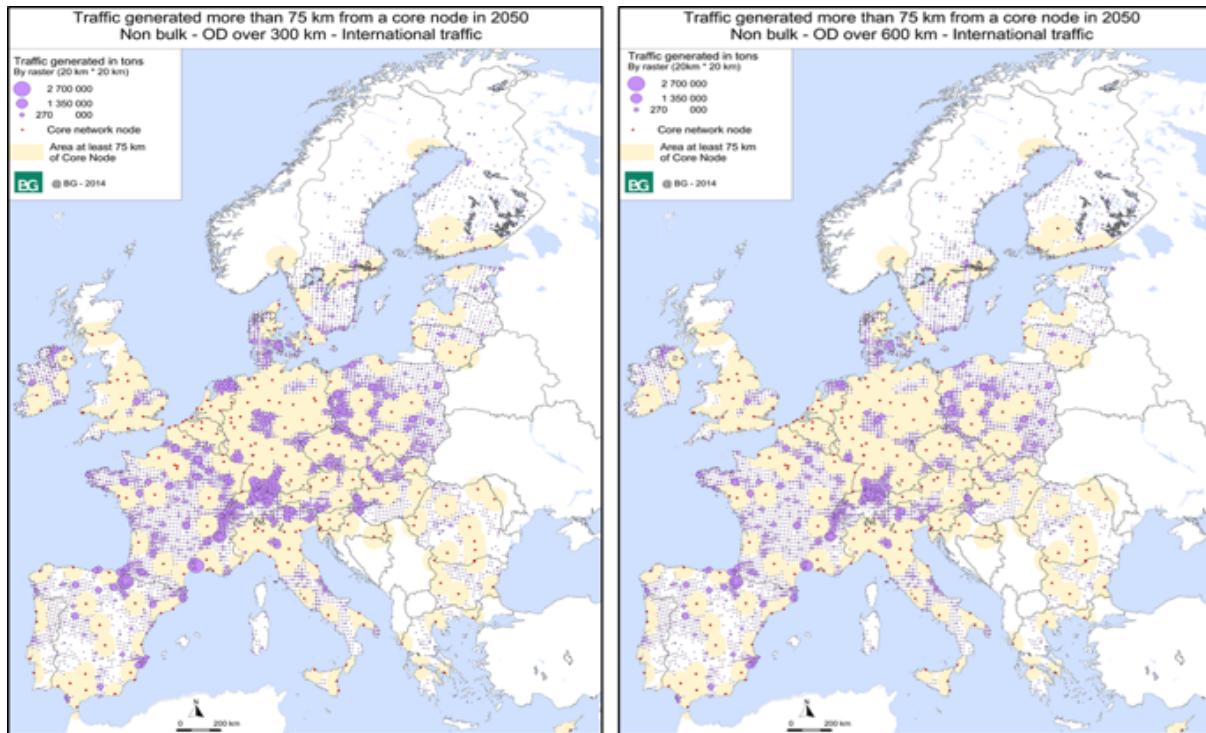 Traffic generated more than 75 km from a core node in 2050
Non bulk - OD over 300 km - International traffic
Traffic generated in tons
By raster (20 km * 20 km)
2 700 000
1 350 000
270 000
Core network node
Area at least 75 km
of Core Node
BG
@ BG - 2014
N
0 200 km
Traffic generated more than 75 km from a core node in 2050
Non bulk - OD over 600 km - International traffic
Traffic generated in tons
By raster (20km * 20 km)
2 700 000
1 350 000
270 000
Core network node
Area at least 75 km
of Core Node
BG
@ BG - 2014
N
0 200 km